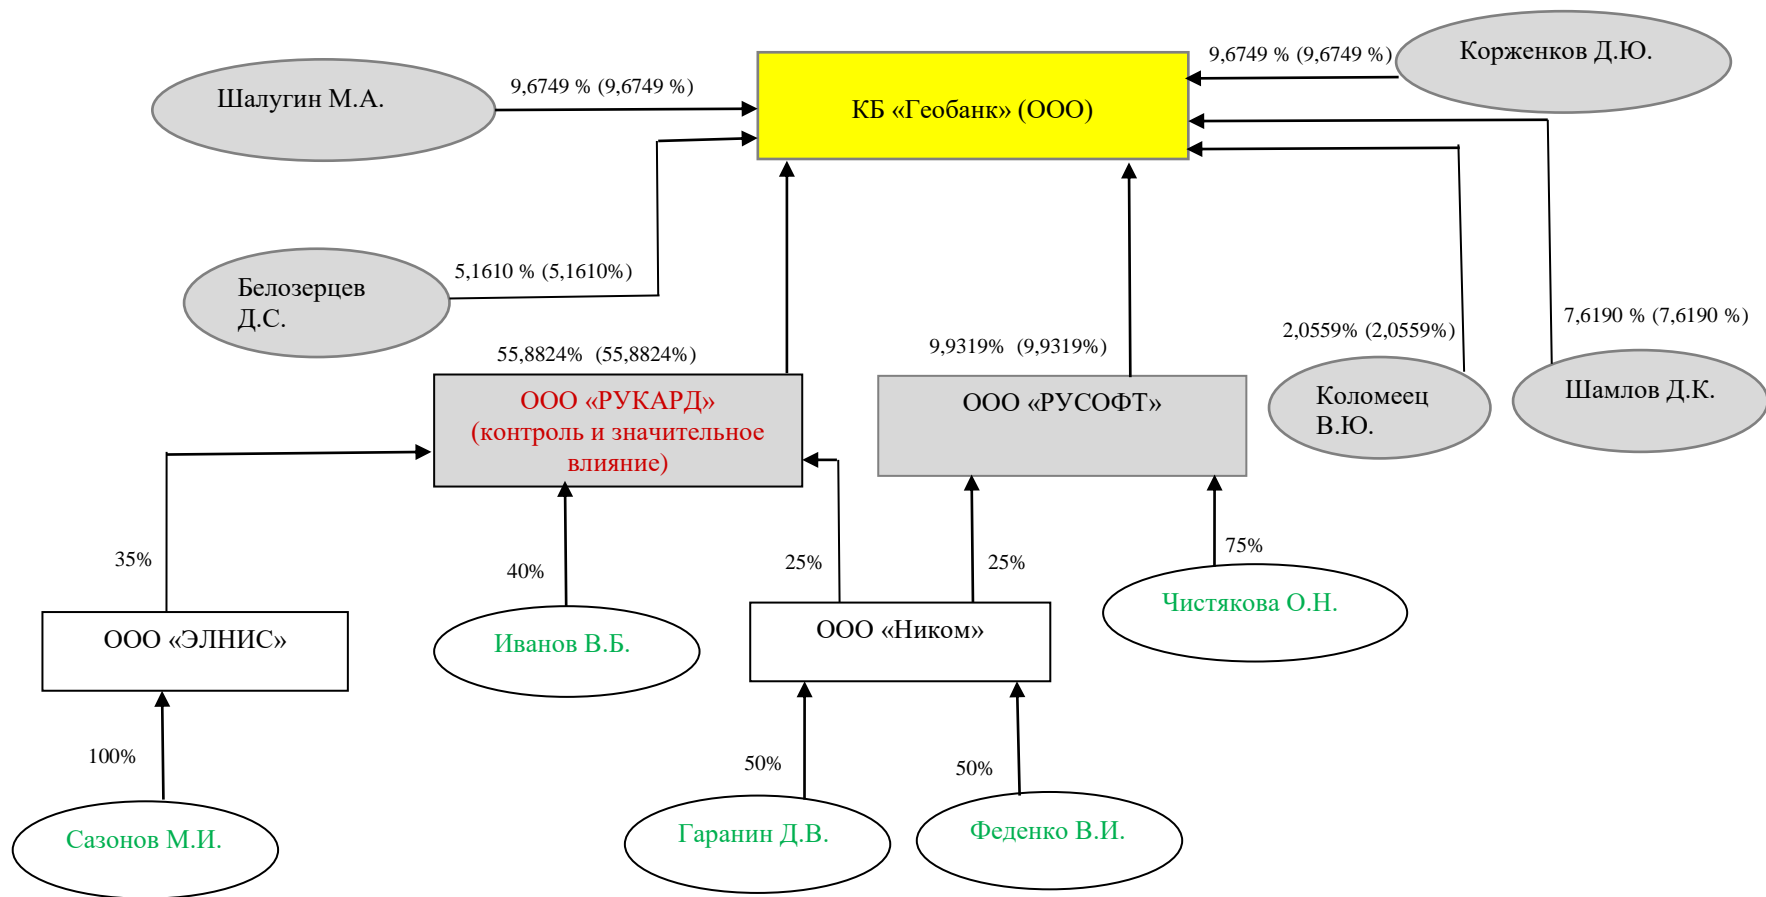 Корженков Д.Ю.
9,6749 % (9,6749 %)
9,6749 % (9,6749 %)
Шалугин М.А.
КБ «Геобанк» (ООО)
5,1610 % (5,1610%)
Белозерцев
Д.С.
7,6190 % (7,6190 %)
2,0559% (2,0559%)
55,8824% (55,8824%)
9,9319% (9,9319%)
ООО «РУКАРД»
(контроль и значительное
влияние)
ООО «РУСОФТ»
Коломеец
В.Ю.
Шамлов Д.К.
35%
40%
25%
25%
75%
ООО «ЭЛНИС»
Иванов В.Б.
ООО «Ником»
Чистякова О.Н.
100%
50%
50%
Сазонов М.И.
Гаранин Д.В.
Феденко В.И.